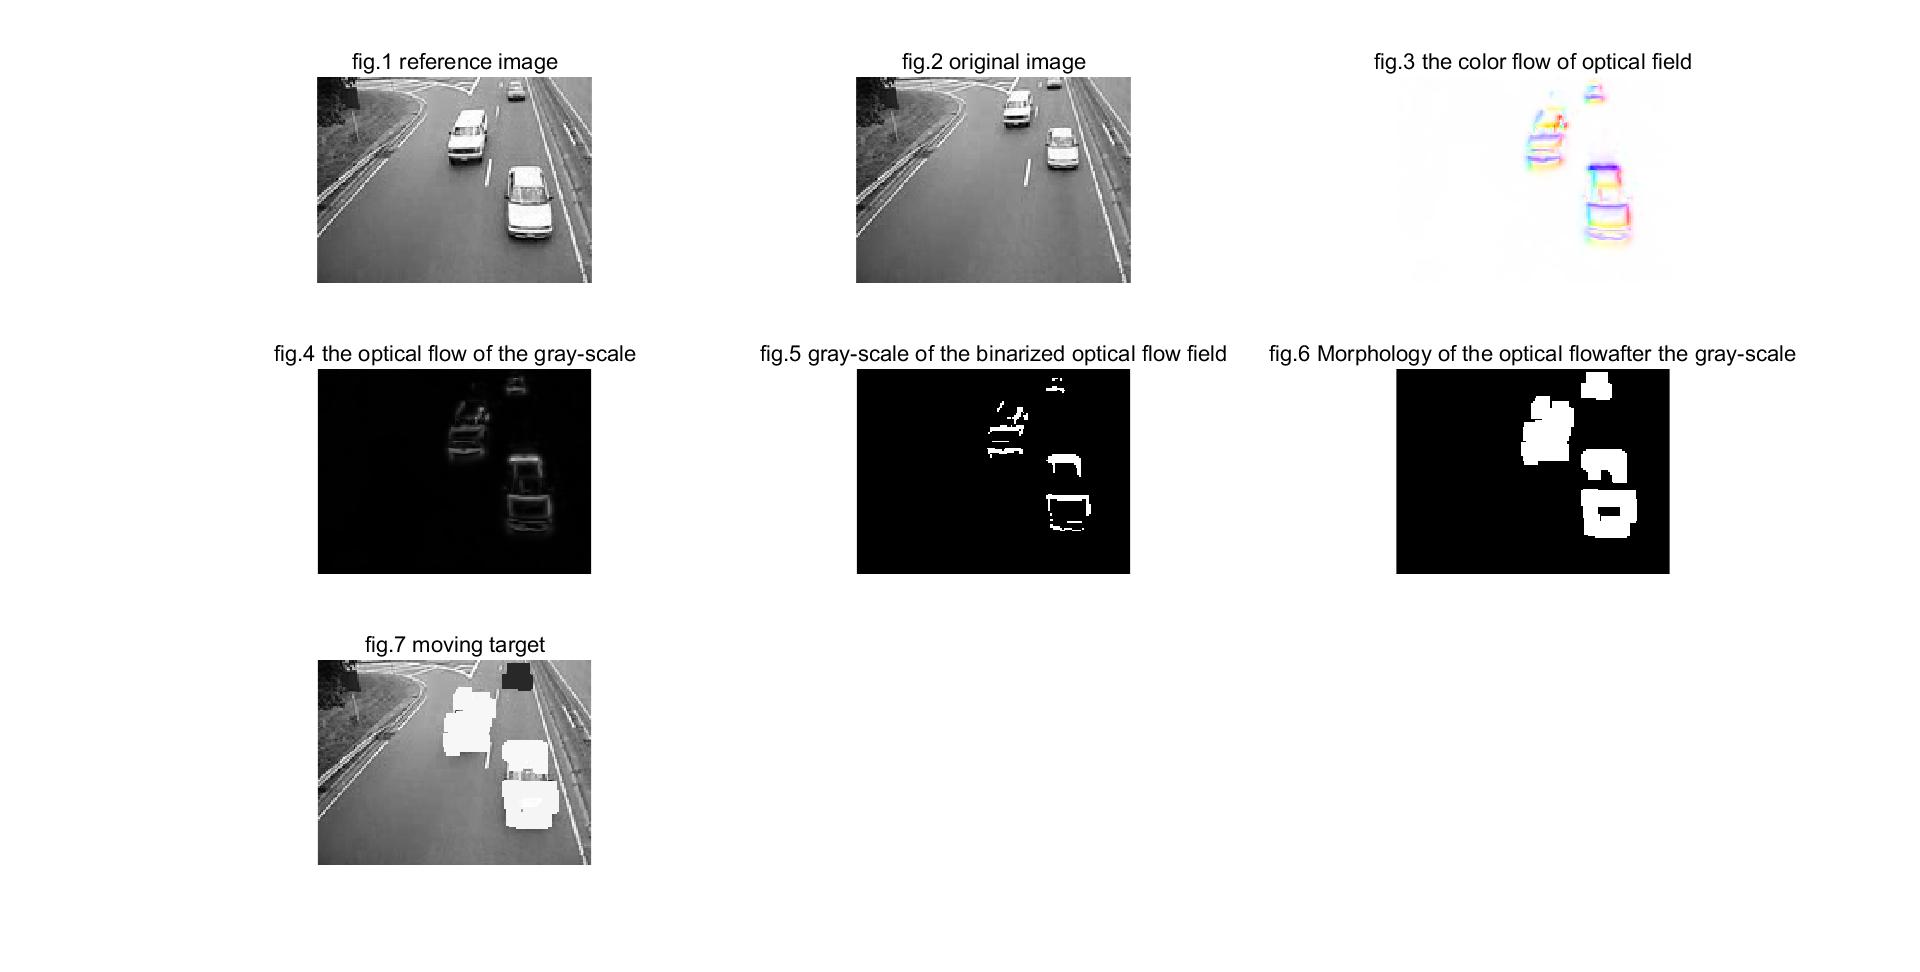 fig.1 reference image
fig.2 original image
fig.3 the color flow of optical field
fig.4 the optical flow of the gray-scale
fig.5 gray-scale of the binarized optical flow field
fig.6 Morphology of the optical flowafter the gray-scale
fig.7 moving target